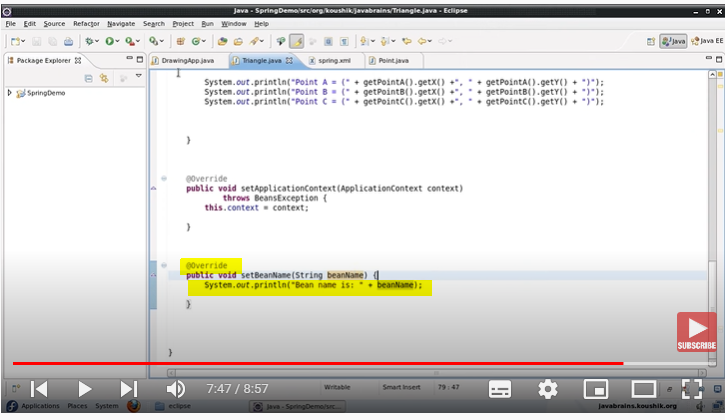 Java - SpringDemo/src/org/koushik/javabrains/Triangle.java - Eclipse
File Edit Source Refactor Navigate Search Project Run Window Help
Java Java EE
Package Explorer
DrawingApp.java Triangle.java spring.xml Point.java
SpringDemo
System.out.println("Point A = (" + getPointA().getX() +", " + getPointA().getY() + ")");
System.out.println("Point B = (" + getPointB().getX() +", " + getPointB().getY() + ")");
System.out.println("Point C = (" + getPointC().getX() +", " + getPointC().getY() + ")");
}
@Override
public void setApplicationContext(ApplicationContext context)
throws BeansException {
this.context = context;
}
@Override
public void setBeanName(String beanName) {
System.out.println("Bean name is: " + beanName);
}
}
SUBSCRIBE
7:47 / 8:57
Writable Smart Insert 79 : 47
Applications Places System eclipse Java - SpringDemo/src... javabrains.koushik.org